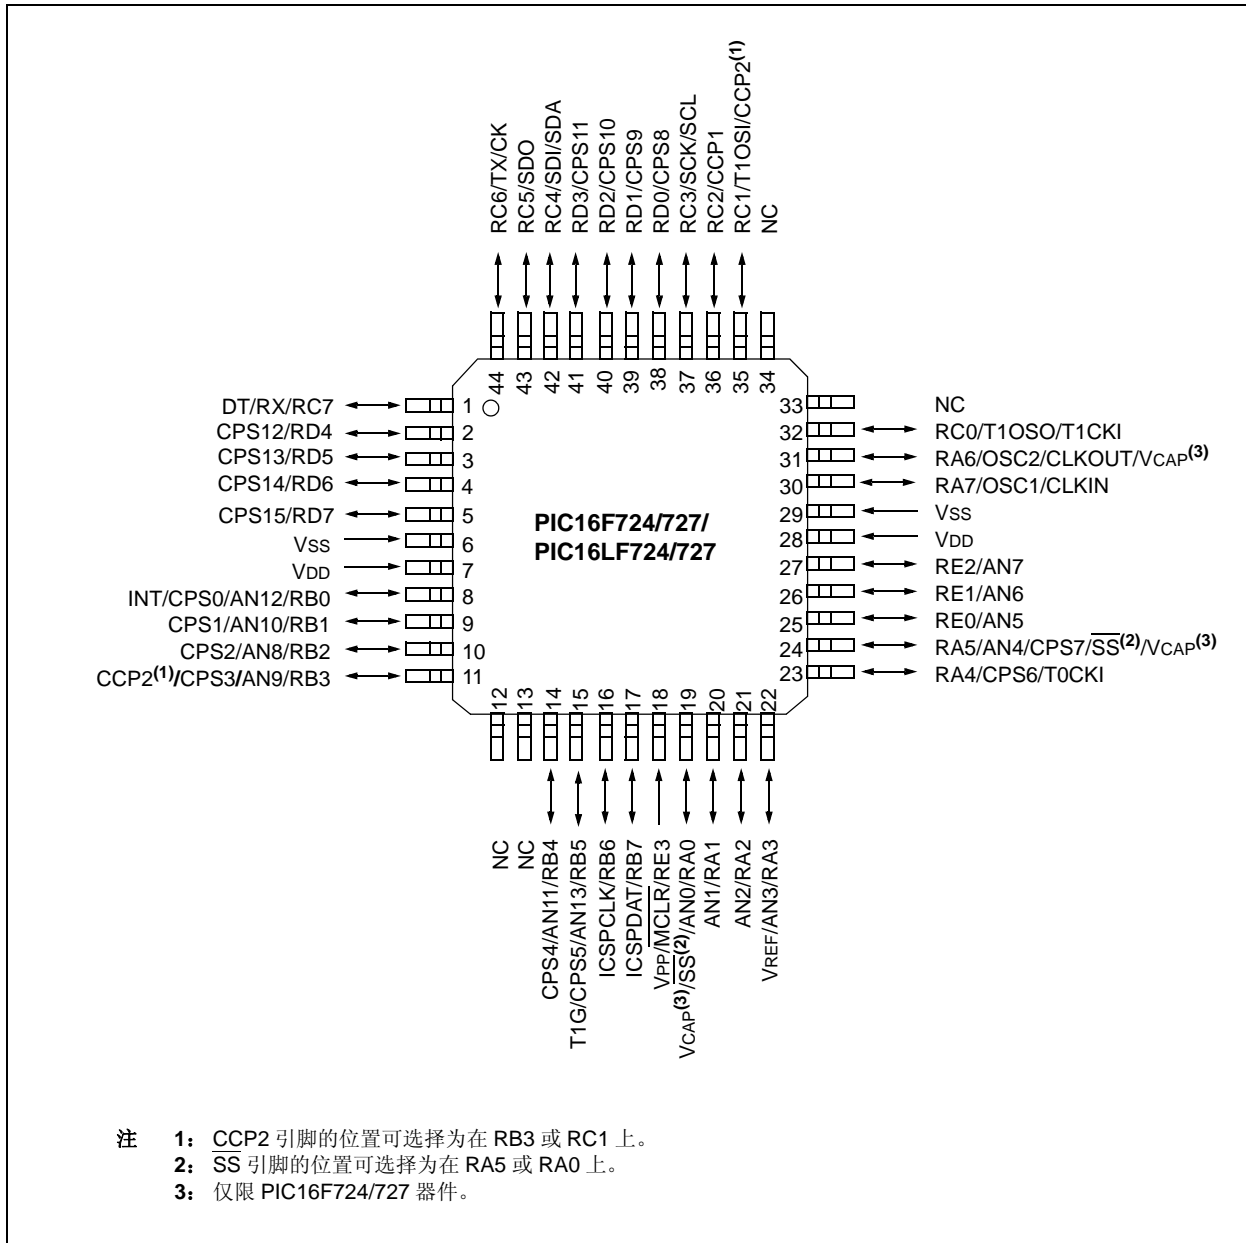 RC6/TX/CK
RC5/SDO
RC4/SDI/SDA
RD3/CPS11
RD2/CPS10
RD1/CPS9
RD0/CPS8
RC3/SCK/SCL
RC2/CCP1
RC1/T1OSI/CCP2(1)
NC
44
43
42
41
40
39
38
37
36
35
34
DT/RX/RC7 1
CPS12/RD4 2
CPS13/RD5 3
CPS14/RD6 4
CPS15/RD7 5
VSS 6
VDD 7
INT/CPS0/AN12/RB0 8
CPS1/AN10/RB1 9
CPS2/AN8/RB2 10
CCP2(1)/CPS3/AN9/RB3 11
PIC16F724/727/
PIC16LF724/727
33 NC
32 RC0/T1OSO/T1CKI
31 RA6/OSC2/CLKOUT/VCAP(3)
30 RA7/OSC1/CLKIN
29 VSS
28 VDD
27 RE2/AN7
26 RE1/AN6
25 RE0/AN5
24 RA5/AN4/CPS7/SS(2)/VCAP(3)
23 RA4/CPS6/T0CKI
12
13
14
15
16
17
18
19
20
21
22
NC
NC
CPS4/AN11/RB4
T1G/CPS5/AN13/RB5
ICSPCLK/RB6
ICSPDAT/RB7
VPP/MCLR/RE3
VCAP(3)/SS(2)/AN0/RA0
AN1/RA1
AN2/RA2
VREF/AN3/RA3
注 1： CCP2 引脚的位置可选择为在 RB3 或 RC1 上。
2： SS 引脚的位置可选择为在 RA5 或 RA0 上。
3： 仅限 PIC16F724/727 器件。